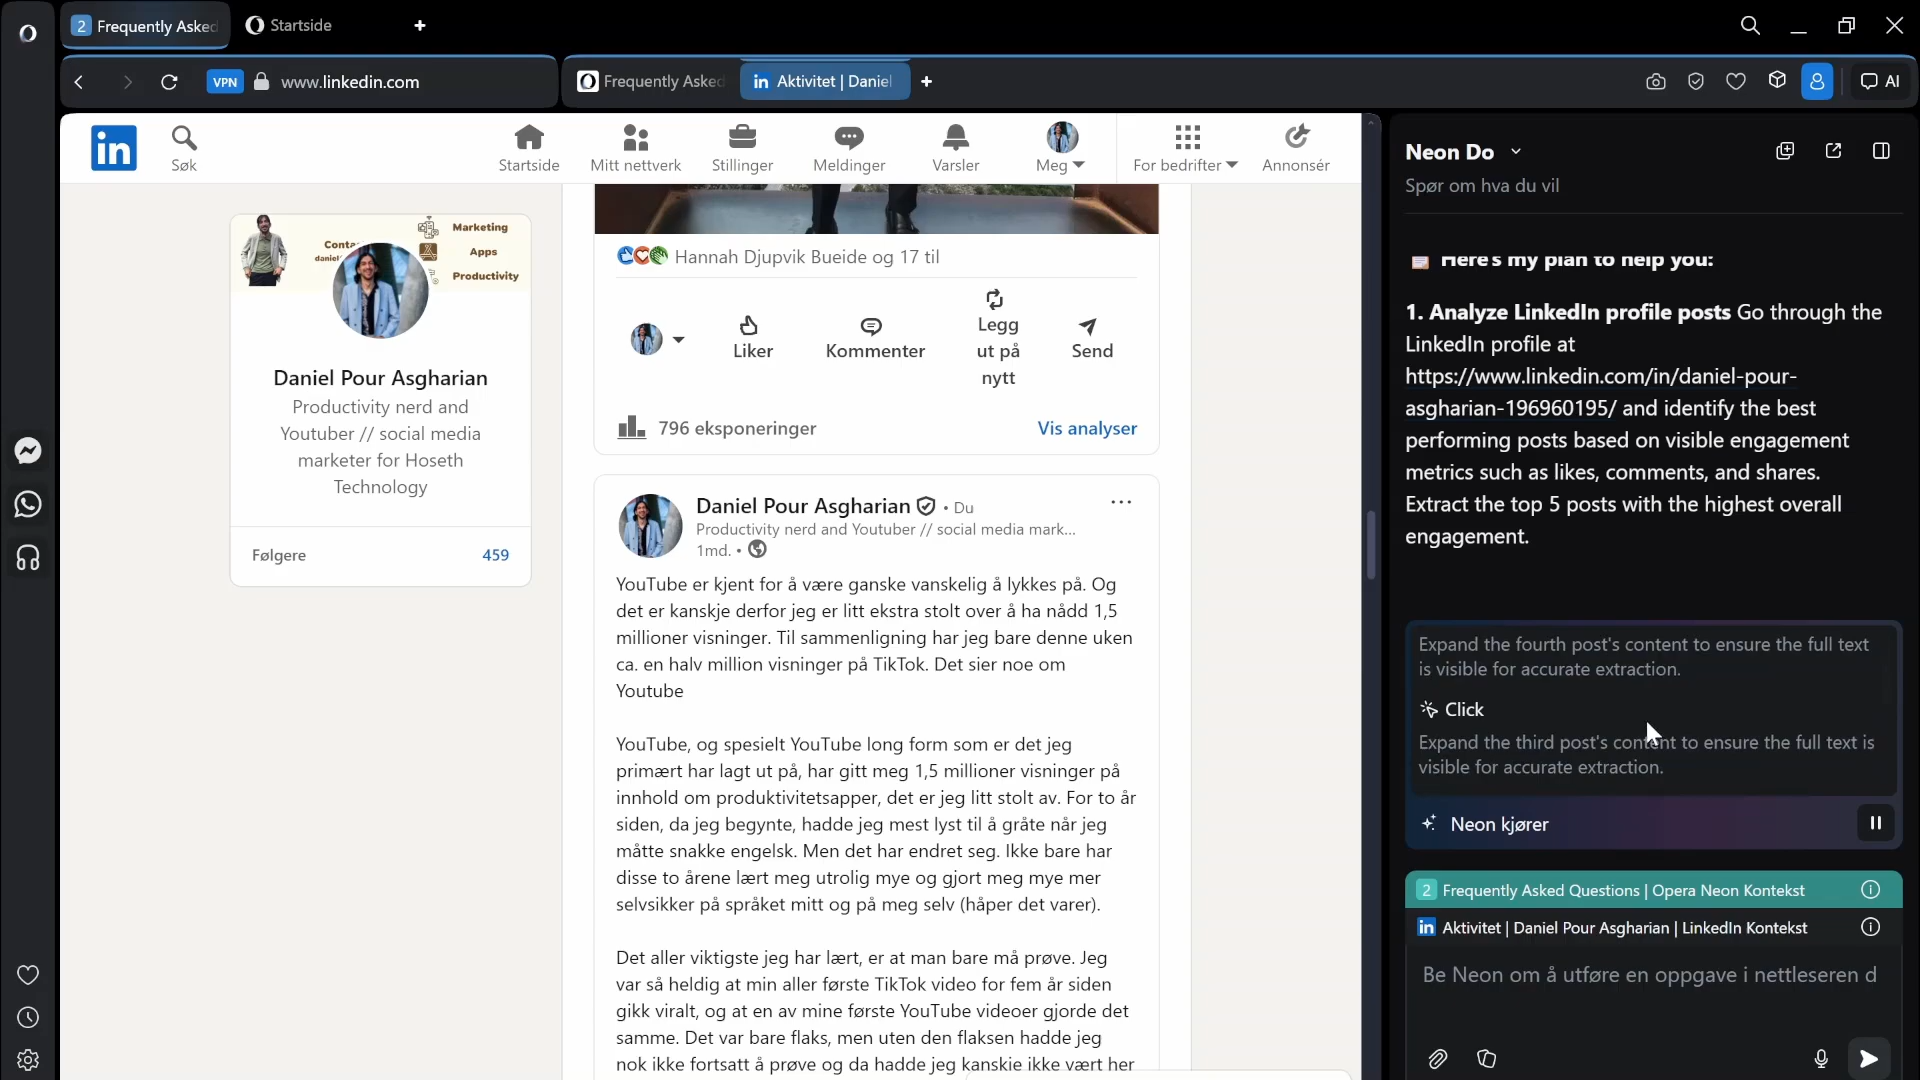 2 Frequently Asked
Startside
VPN
www.linkedin.com
Frequently Asked
in Aktivitet | Daniel
AI
in
Søk
Startside
Mitt nettverk
Stillinger
Meldinger
Varsler
Meg
For bedrifter
Annonsér
Marketing
Apps
Productivity
Daniel Pour Asgharian
Productivity nerd and
Youtuber // social media
marketer for Hoseth
Technology
Følgere 459
Hannah Djupvik Bueide og 17 til
Liker
Kommenter
Legg
ut på
nytt
Send
796 eksponeringer
Vis analyser
Daniel Pour Asgharian • Du
Productivity nerd and Youtuber // social media mark...
1md. •
YouTube er kjent for å være ganske vanskelig å lykkes på. Og
det er kanskje derfor jeg er litt ekstra stolt over å ha nådd 1,5
millioner visninger. Til sammenligning har jeg bare denne uken
ca. en halv million visninger på TikTok. Det sier noe om
Youtube
YouTube, og spesielt YouTube long form som er det jeg
primært har lagt ut på, har gitt meg 1,5 millioner visninger på
innhold om produktivitetsapper, det er jeg litt stolt av. For to år
siden, da jeg begynte, hadde jeg mest lyst til å gråte når jeg
måtte snakke engelsk. Men det har endret seg. Ikke bare har
disse to årene lært meg utrolig mye og gjort meg mye mer
selvsikker på språket mitt og på meg selv (håper det varer).
Det aller viktigste jeg har lært, er at man bare må prøve. Jeg
var så heldig at min aller første TikTok video for fem år siden
gikk viralt, og at en av mine første YouTube videoer gjorde det
samme. Det var bare flaks, men uten den flaksen hadde jeg
nok ikke fortsatt å prøve og da hadde jeg kanskje ikke vært her
Neon Do
Spør om hva du vil
Here's my plan to help you:
1. Analyze LinkedIn profile posts Go through the
LinkedIn profile at
https://www.linkedin.com/in/daniel-pour-
asgharian-196960195/ and identify the best
performing posts based on visible engagement
metrics such as likes, comments, and shares.
Extract the top 5 posts with the highest overall
engagement.
Expand the fourth post's content to ensure the full text
is visible for accurate extraction.
Click
Expand the third post's content to ensure the full text is
visible for accurate extraction.
Neon kjører
2 Frequently Asked Questions | Opera Neon Kontekst
in Aktivitet | Daniel Pour Asgharian | LinkedIn Kontekst
Be Neon om å utføre en oppgave i nettleseren d